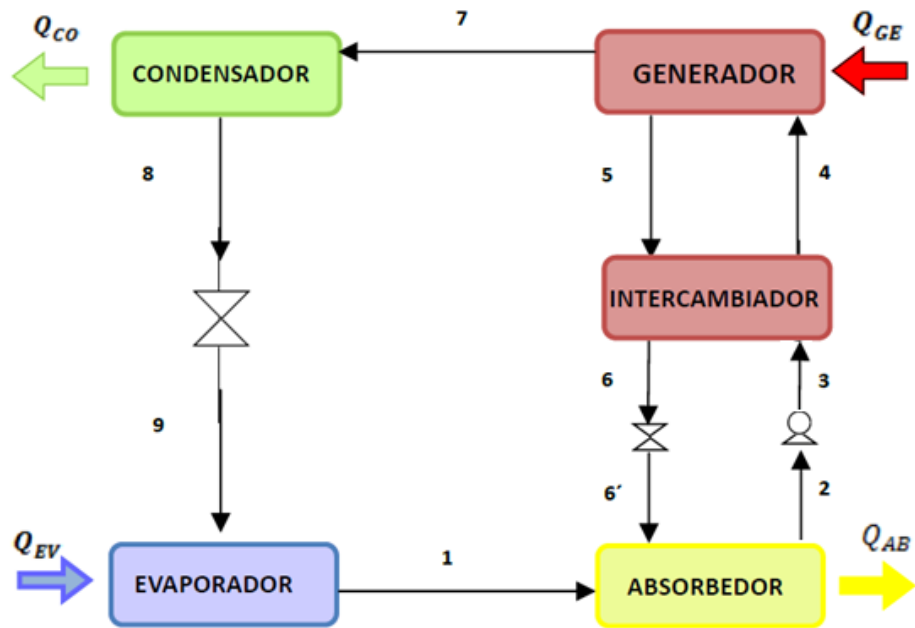 Q_CO
7
Q_GE
CONDENSADOR
GENERADOR
8
5
4
INTERCAMBIADOR
6
3
9
6´
2
Q_EV
1
Q_AB
EVAPORADOR
ABSORBEDOR